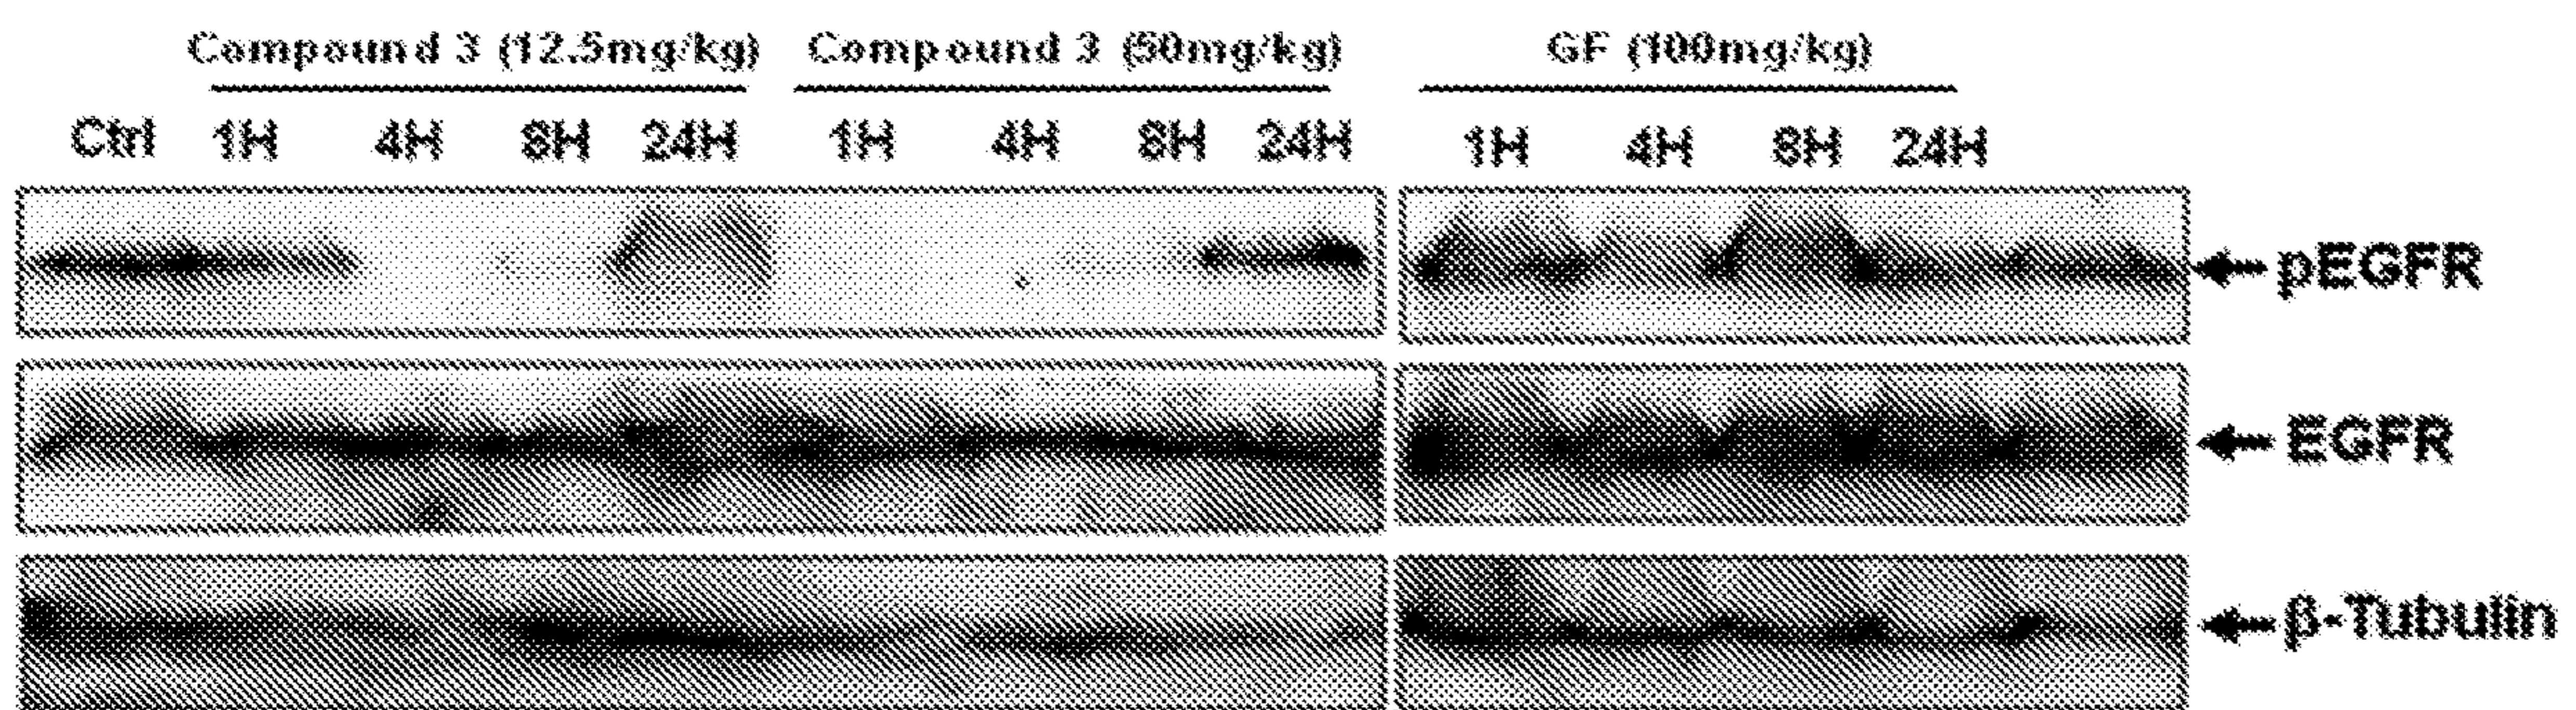 Compound 3 (12.5mg/kg) Compound 3 (50mg/kg) GF (100mg/kg)
Ctrl 1H 4H 8H 24H 1H 4H 8H 24H 1H 4H 8H 24H
pEGFR
EGFR
β-Tubulin